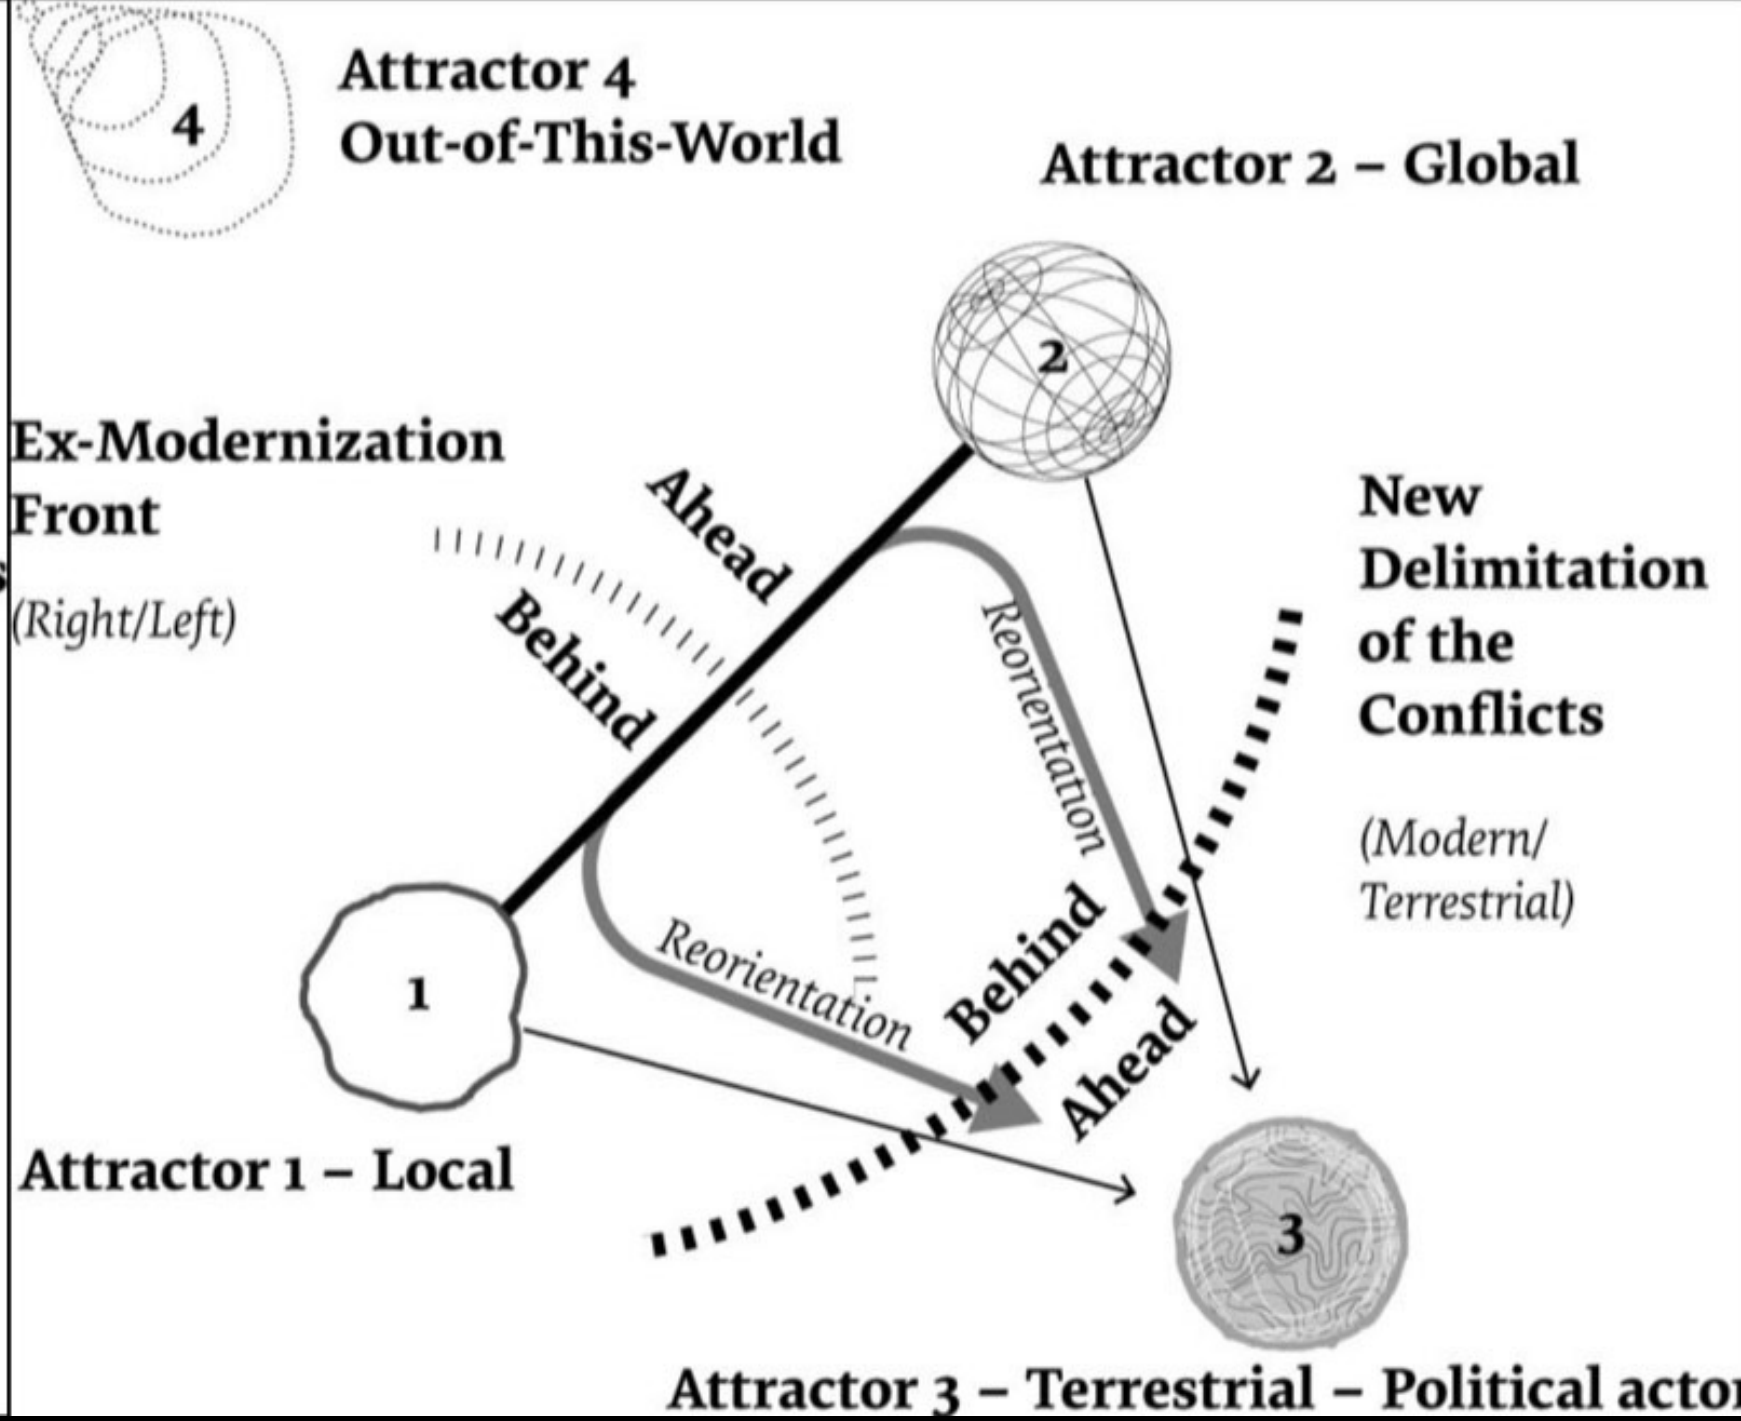 4
Attractor 4
Out-of-This-World
Attractor 2 – Global
2
Ex-Modernization
Front
(Right/Left)
Ahead
Behind
New
Delimitation
of the
Conflicts
(Modern/
Terrestrial)
Reorientation
Reorientation
Behind
Ahead
1
Attractor 1 – Local
3
Attractor 3 – Terrestrial – Political acto